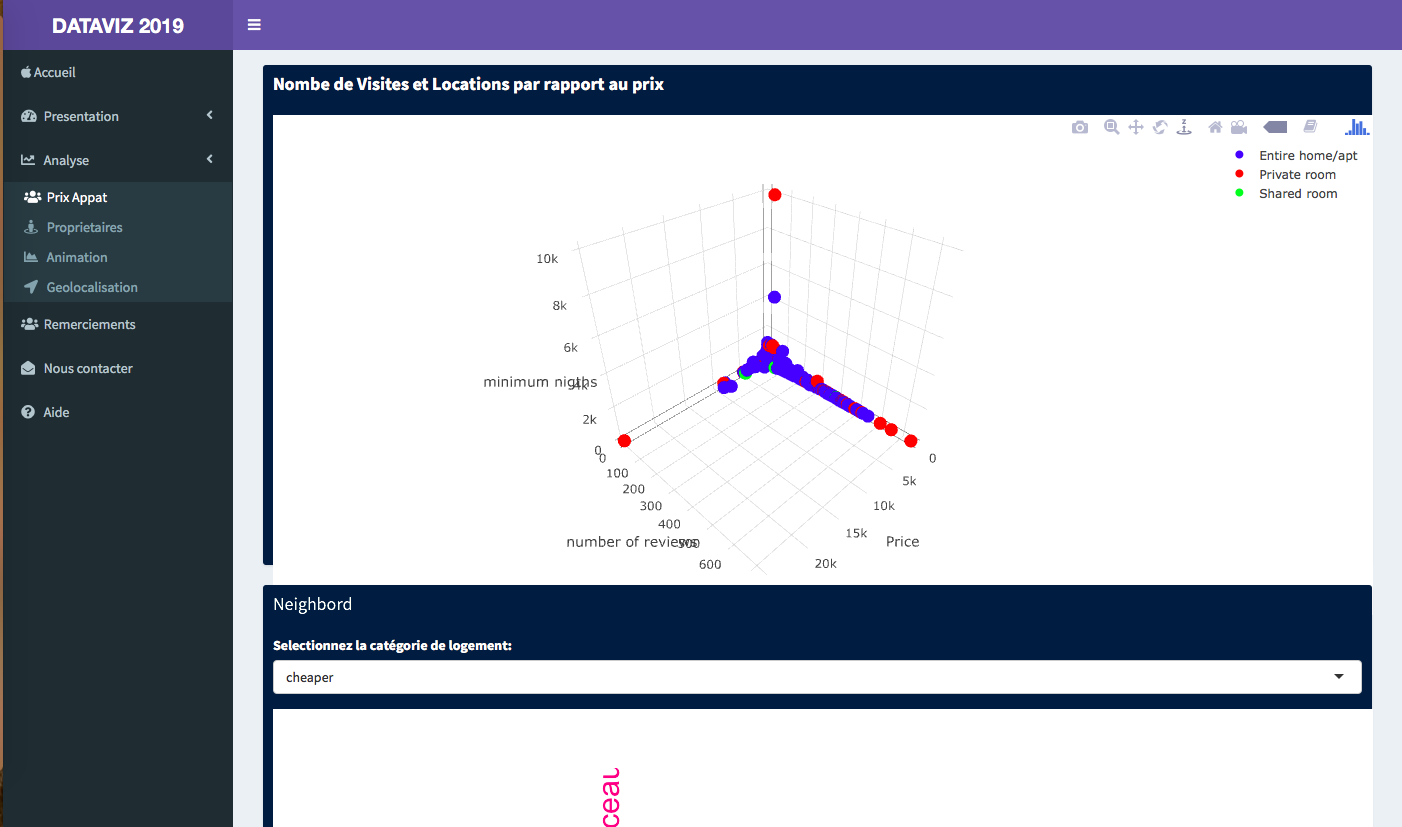 DATAVIZ 2019
Accueil
Presentation
Analyse
Prix Appat
Proprietaires
Animation
Geolocalisation
Remerciements
Nous contacter
Aide
Nombe de Visites et Locations par rapport au prix
z
Entire home/apt
Private room
Shared room
10k
8k
6k
minimum nigths
4k
2k
0
0
100
200
300
400
500
600
number of reviews
0
5k
10k
15k
20k
Price
Neighbord
Selectionnez la catégorie de logement:
cheaper
ceau